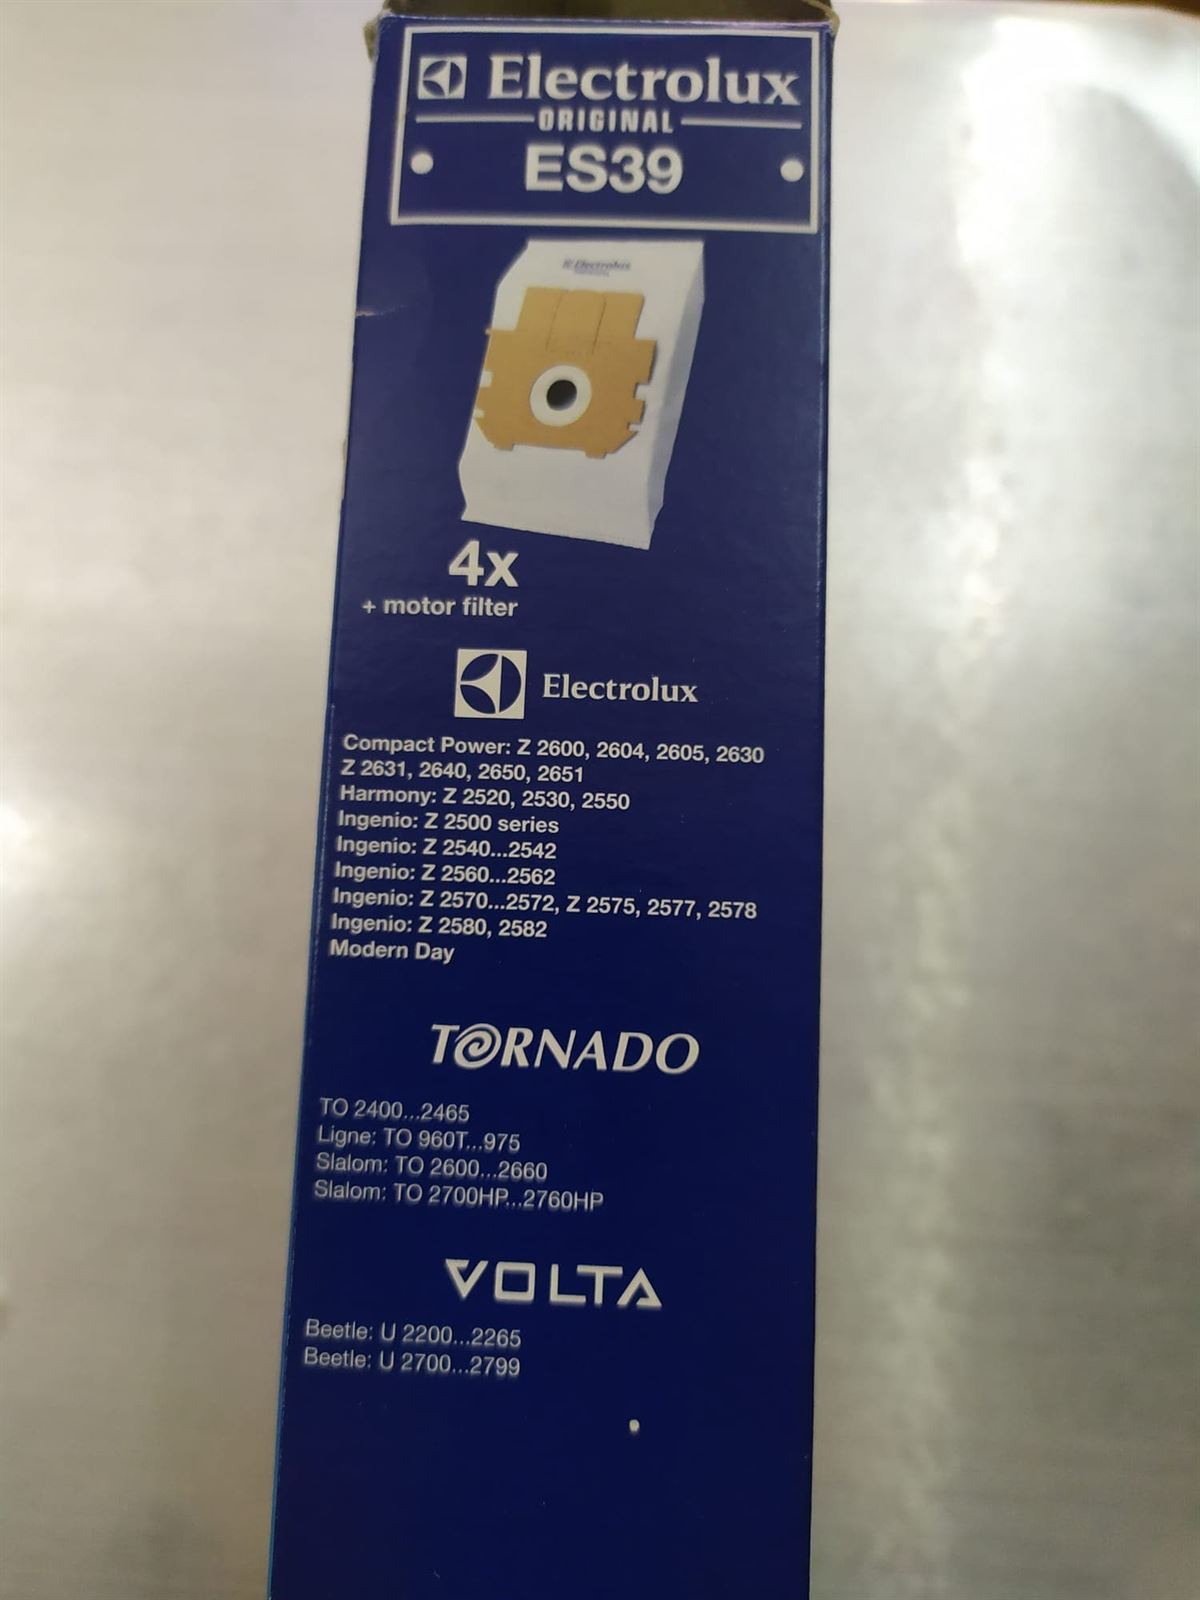 Electrolux
ORIGINAL
ES39
Electrolux
4x
+ motor filter
Electrolux
Compact Power: Z 2600, 2604, 2605, 2630
Z 2631, 2640, 2650, 2651
Harmony: Z 2520, 2530, 2550
Ingenio: Z 2500 series
Ingenio: Z 2540...2542
Ingenio: Z 2560...2562
Ingenio: Z 2570...2572, Z 2575, 2577, 2578
Ingenio: Z 2580, 2582
Modern Day
TORNADO
TO 2400...2465
Ligne: TO 960T...975
Slalom: TO 2600...2660
Slalom: TO 2700HP...2760HP
VOLTA
Beetle: U 2200...2265
Beetle: U 2700...2799